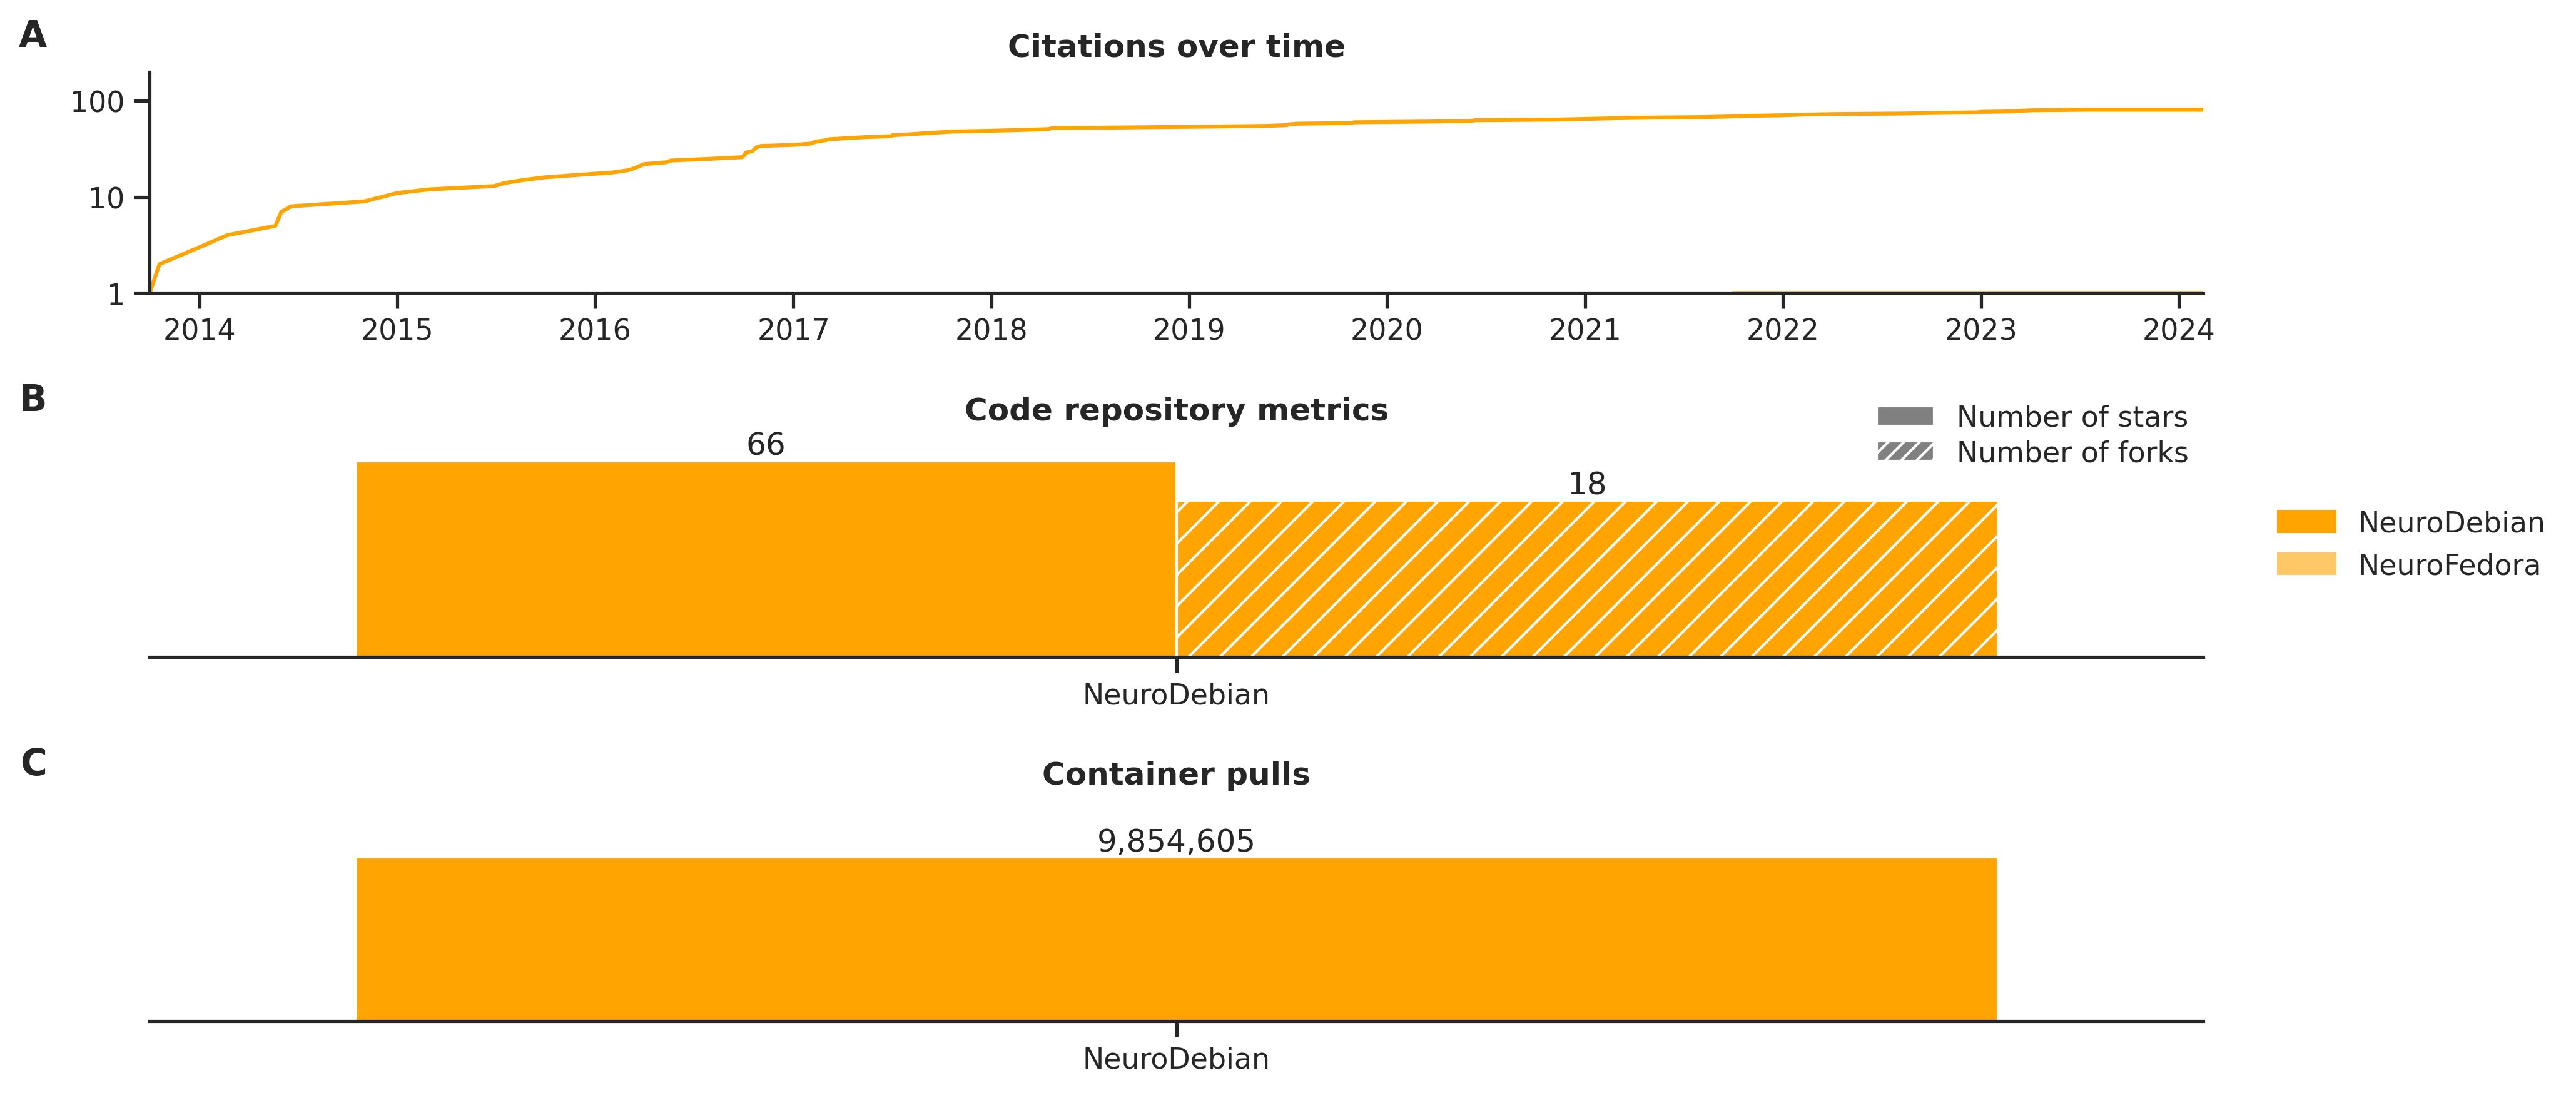 A
Citations over time
100
10
1
2014 2015 2016 2017 2018 2019 2020 2021 2022 2023 2024
B
Code repository metrics
Number of stars
Number of forks
66
18
NeuroDebian
NeuroFedora
NeuroDebian
C
Container pulls
9,854,605
NeuroDebian